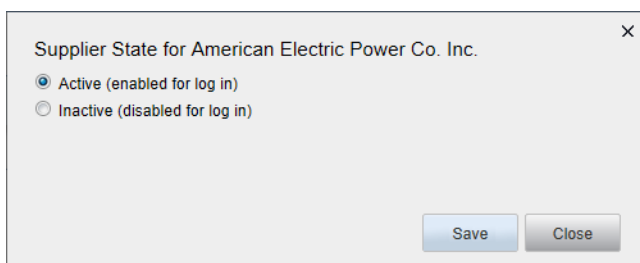 Supplier State for American Electric Power Co. Inc.
Active (enabled for log in)
Inactive (disabled for log in)
Save Close